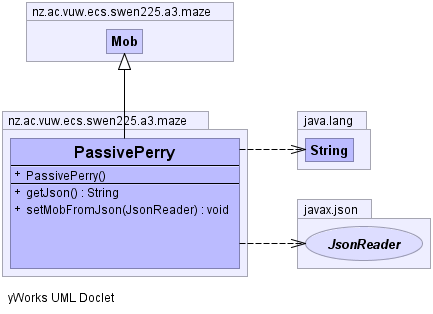 nz.ac.vuw.ecs.swen225.a3.maze
Mob
nz.ac.vuw.ecs.swen225.a3.maze
PassivePerry
+ PassivePerry()
+ getJson() : String
+ setMobFromJson(JsonReader) : void
java.lang
String
javax.json
JsonReader
yWorks UML Doclet